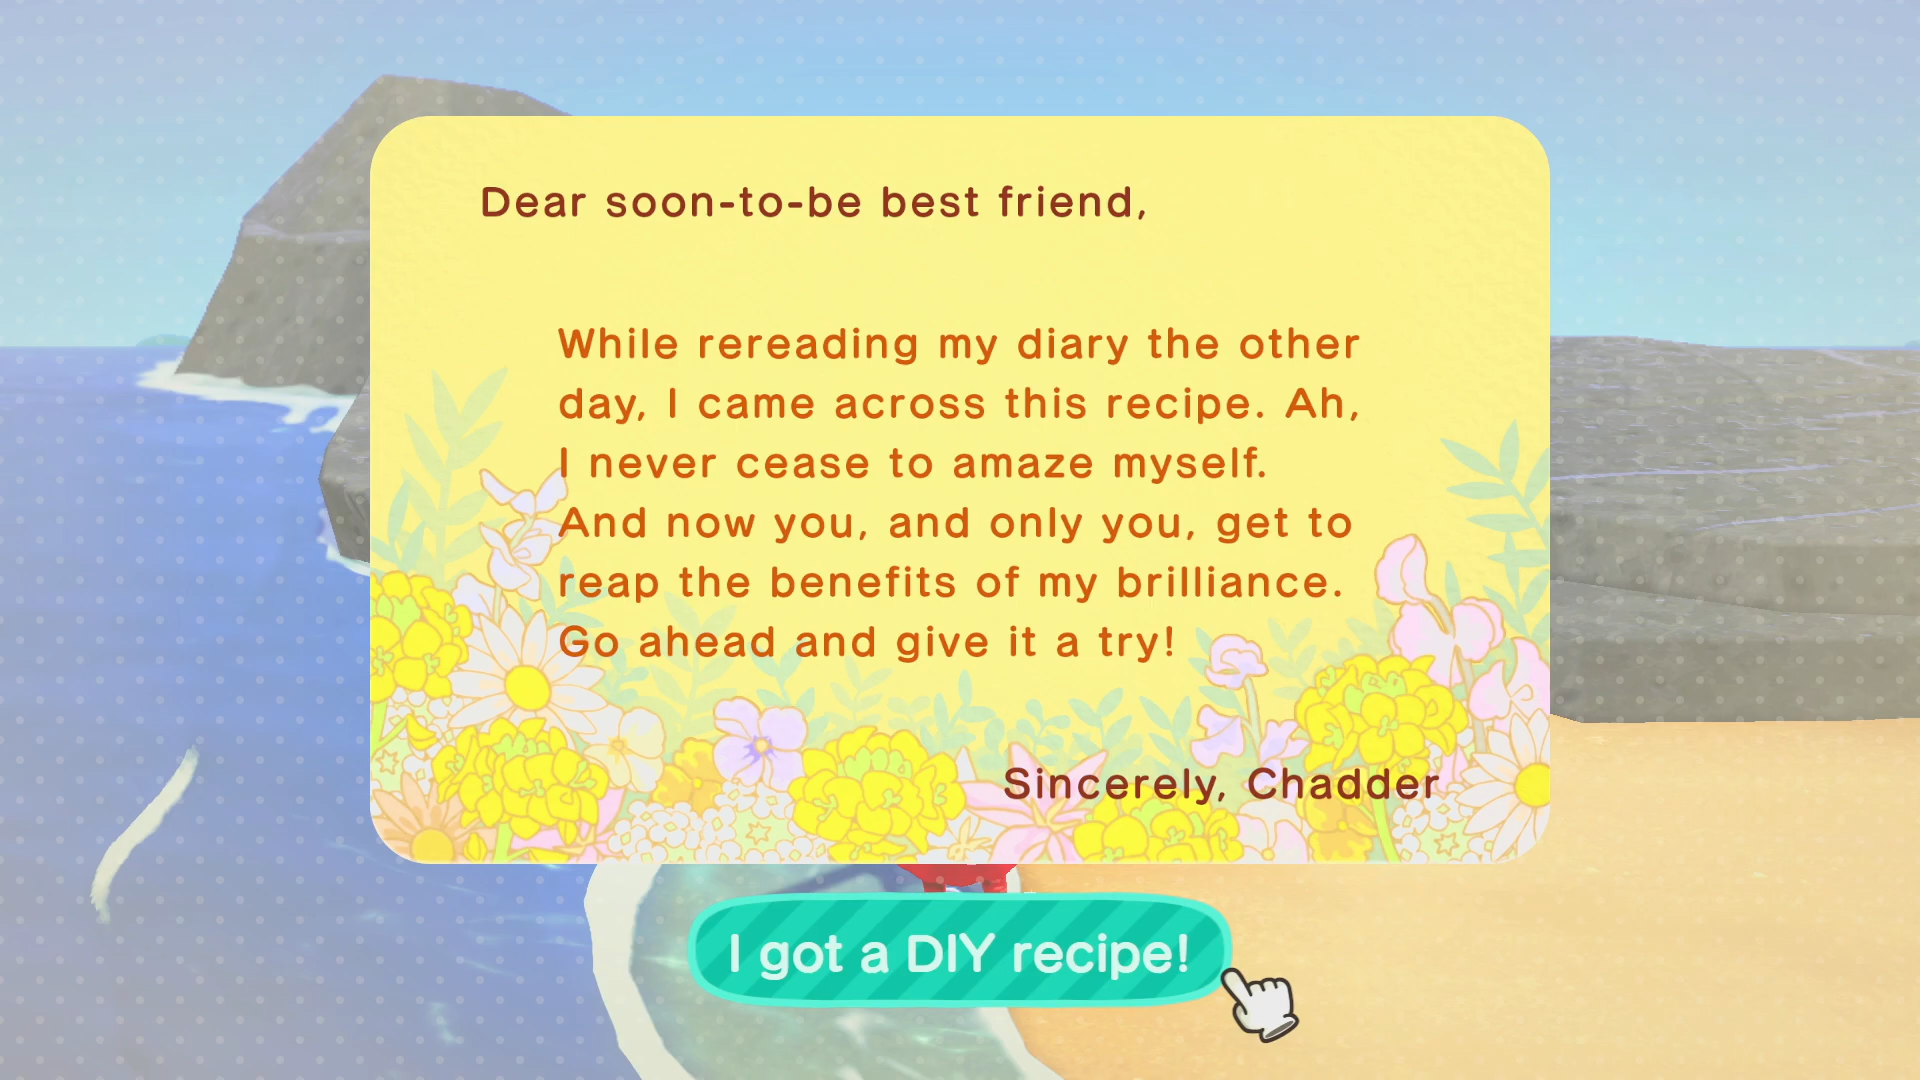 Dear soon-to-be best friend,
While rereading my diary the other
day, I came across this recipe. Ah,
I never cease to amaze myself.
And now you, and only you, get to
reap the benefits of my brilliance.
Go ahead and give it a try!
Sincerely, Chadder
I got a DIY recipe!